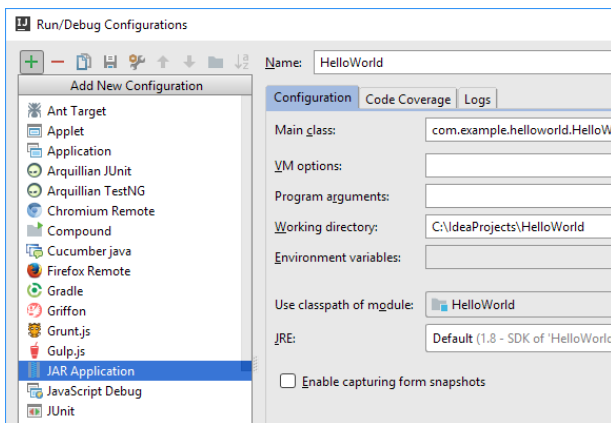 Run/Debug Configurations
Name: HelloWorld
Add New Configuration
Ant Target
Applet
Application
Arquillian JUnit
Arquillian TestNG
Chromium Remote
Compound
Cucumber java
Firefox Remote
Gradle
Griffon
Grunt.js
Gulp.js
JAR Application
JavaScript Debug
JUnit
Configuration Code Coverage Logs
Main class: com.example.helloworld.HelloW
VM options:
Program arguments:
Working directory: C:\IdeaProjects\HelloWorld
Environment variables:
Use classpath of module: HelloWorld
JRE: Default (1.8 - SDK of 'HelloWorld
Enable capturing form snapshots